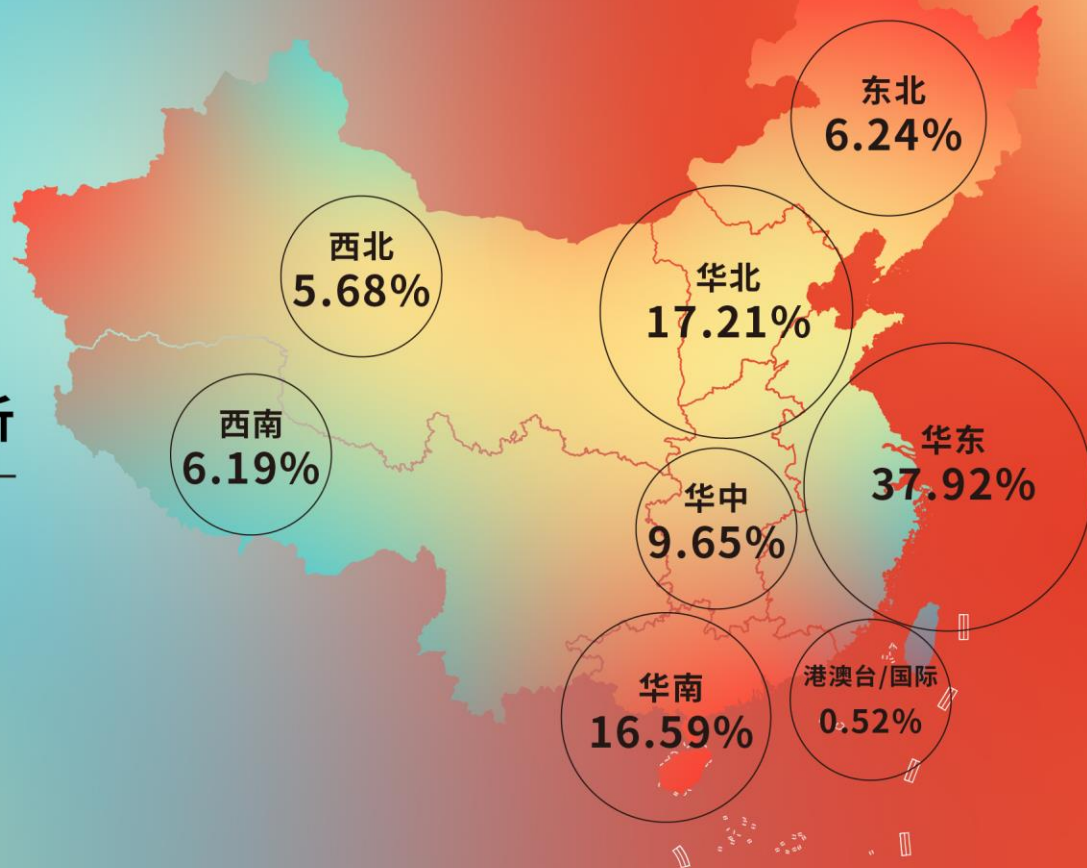 东北
6.24%
西北
5.68%
华北
17.21%
析
西南
6.19%
华东
37.92%
华中
9.65%
华南
16.59%
港澳台/国际
0.52%